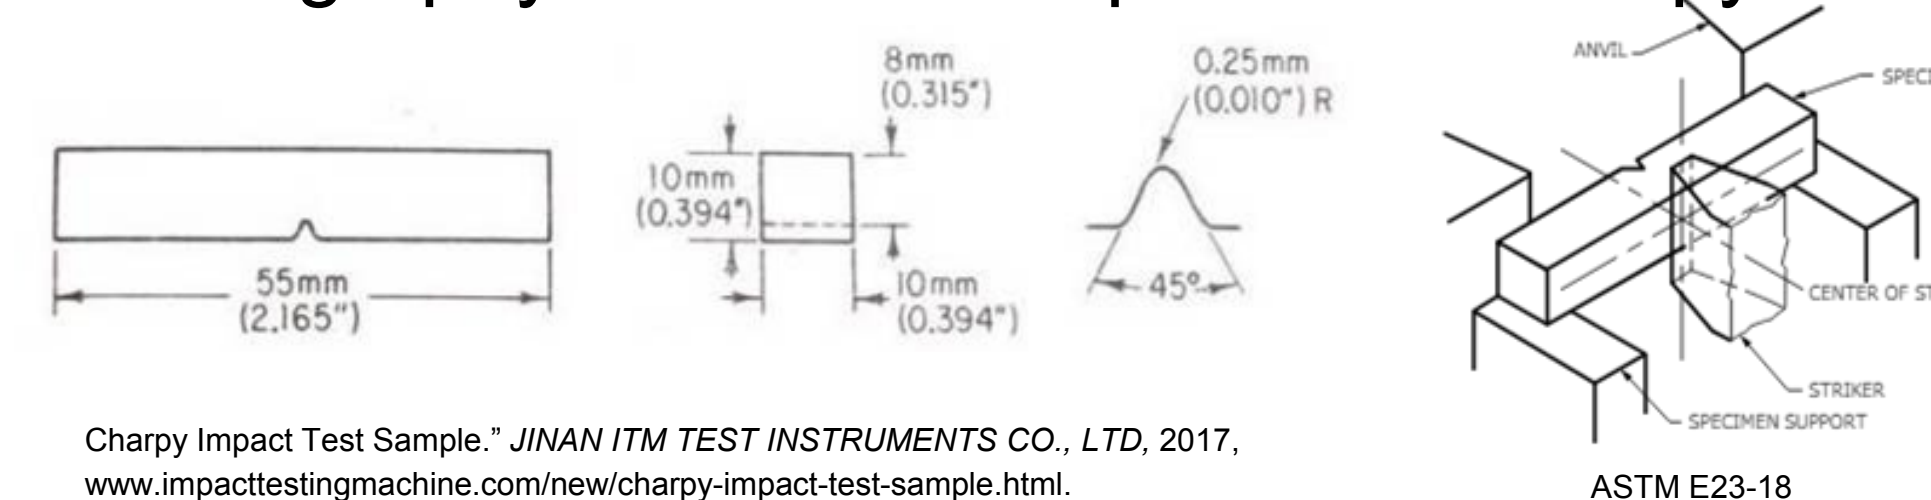 8mm
(0.315")
10mm
(0.394")
10mm
(0.394")
55mm
(2.165")
0.25mm
(0.010") R
45°
ANVIL
STRIKER
SPECIMEN SUPPORT
CENTER OF
Charpy Impact Test Sample.” JINAN ITM TEST INSTRUMENTS CO., LTD, 2017,
www.impacttestingmachine.com/new/charpy-impact-test-sample.html.
ASTM E23-18